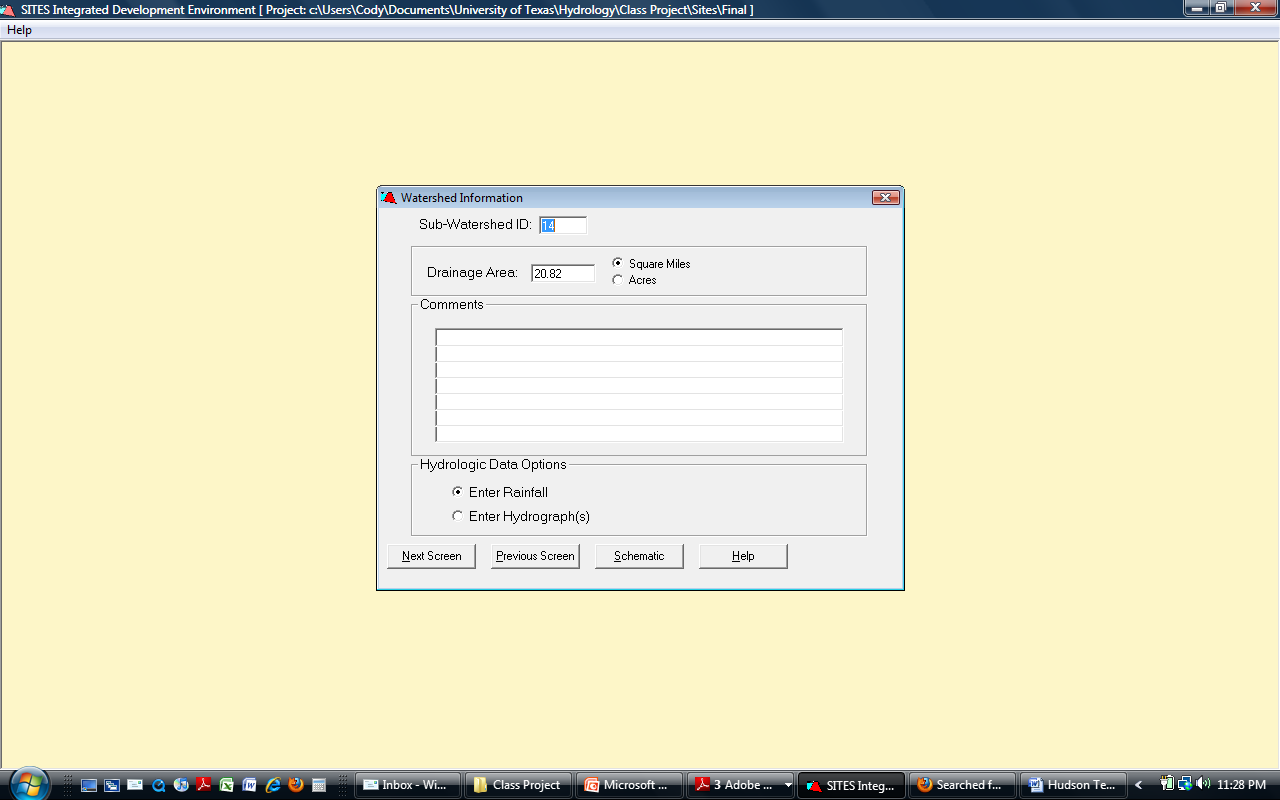 SITES Integrated Development Environment [ Project: c:\Users\Cody\Documents\University of Texas\Hydrology\Class Project\Sites\Final ]
Help
Watershed Information
Sub-Watershed ID: 14
Drainage Area: 20.82
Square Miles
Acres
Comments
Hydrologic Data Options
Enter Rainfall
Enter Hydrograph(s)
Next Screen Previous Screen Schematic Help
Inbox - Wi... Class Project Microsoft ... 3 Adobe ... SITES Integ... Searched f... Hudson Te... < 11:28 PM